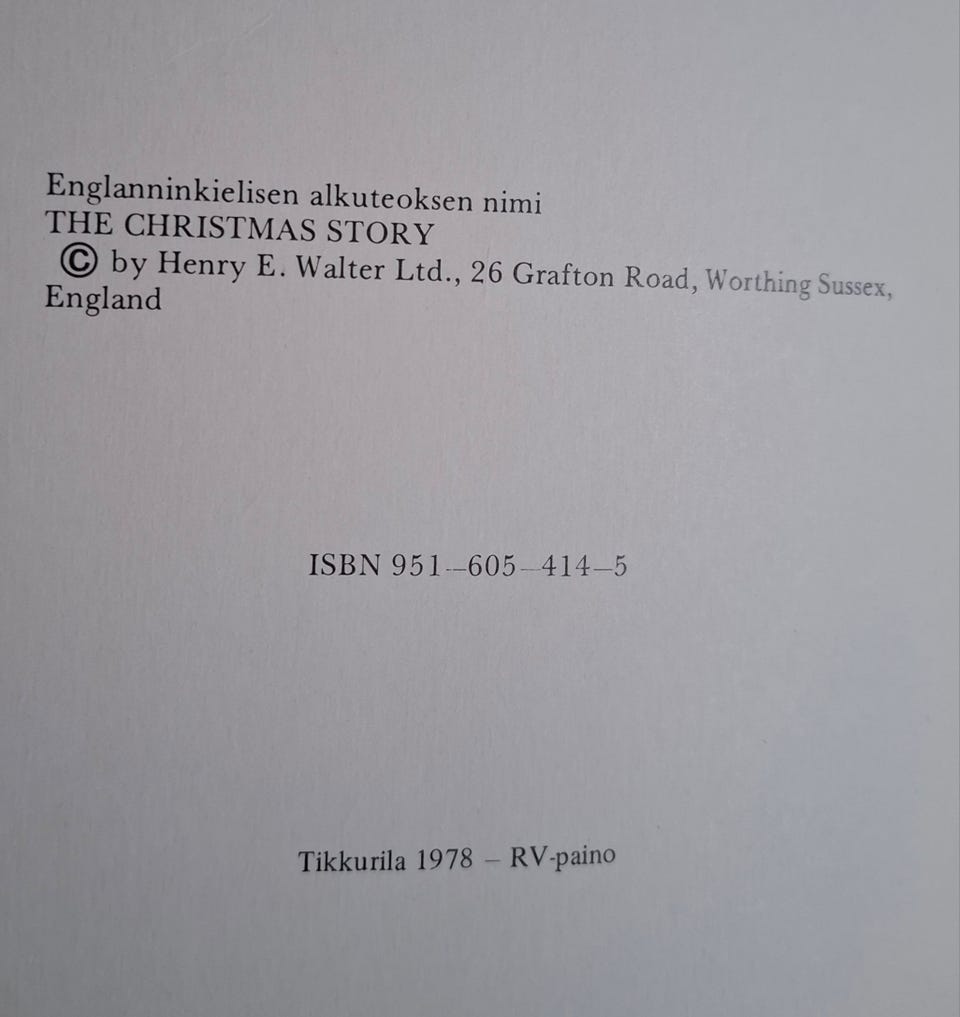 Englanninkielisen alkuteoksen nimi
THE CHRISTMAS STORY
© by Henry E. Walter Ltd., 26 Grafton Road, Worthing Sussex,
England
ISBN 951–605–414–5
Tikkurila 1978 – RV-paino